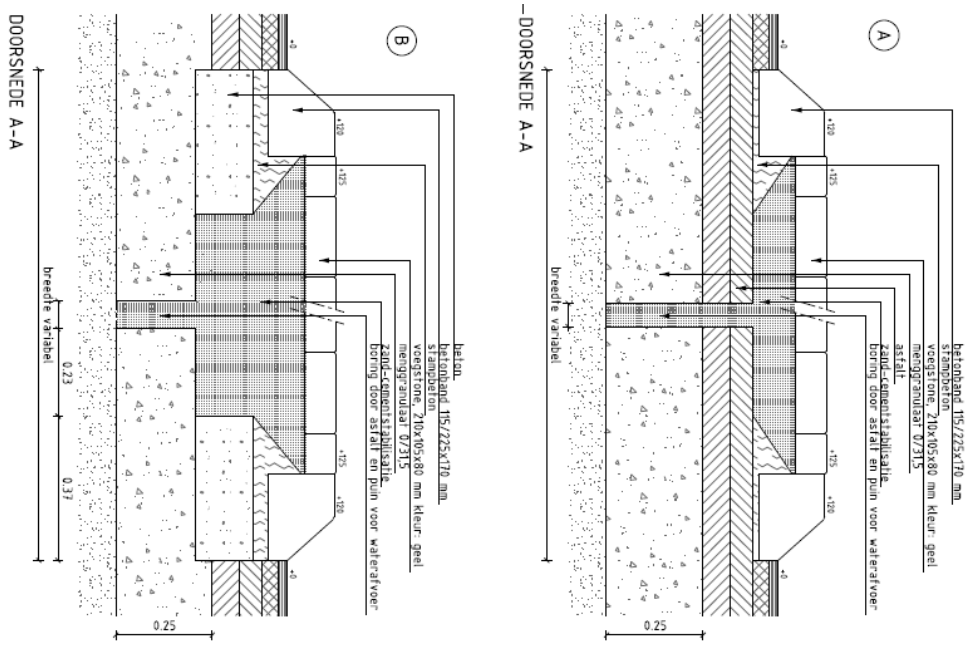 DOORSNEDE A-A
A
+0
+120
+125
+125
+120
+0
betonband 115/225x170 mm
stampbeton
voegstone, 210x105x80 mm kleur: geel
menggranulaat 0/31,5
asfalt
zand-cementstabilisatie
boring door asfalt en puin voor waterafvoer
breedte variabel
0.25
DOORSNEDE A-A
B
+0
+120
+125
+125
+120
+0
beton
betonband 115/225x170 mm
stampbeton
voegstone, 210x105x80 mm kleur: geel
menggranulaat 0/31,5
zand-cementstabilisatie
boring door asfalt en puin voor waterafvoer
0.23
0.37
breedte variabel
0.25